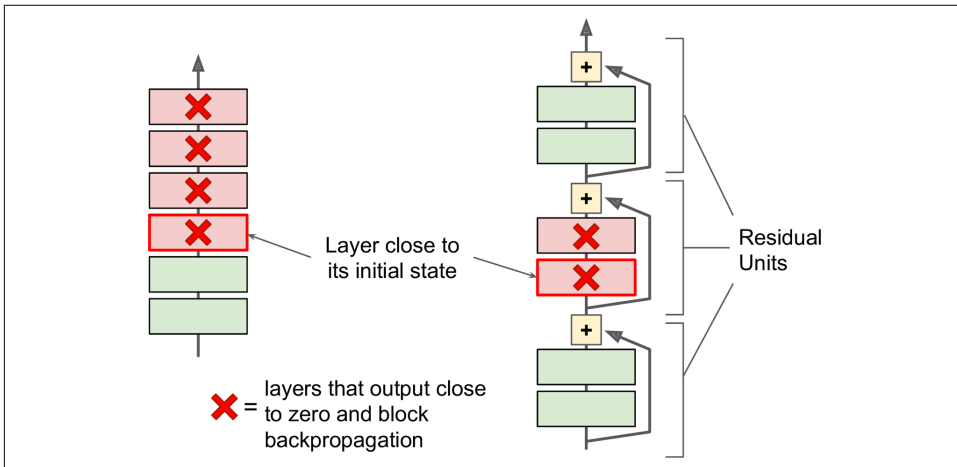 +
+
Layer close to
its initial state
Residual
Units
+
= layers that output close
to zero and block
backpropagation